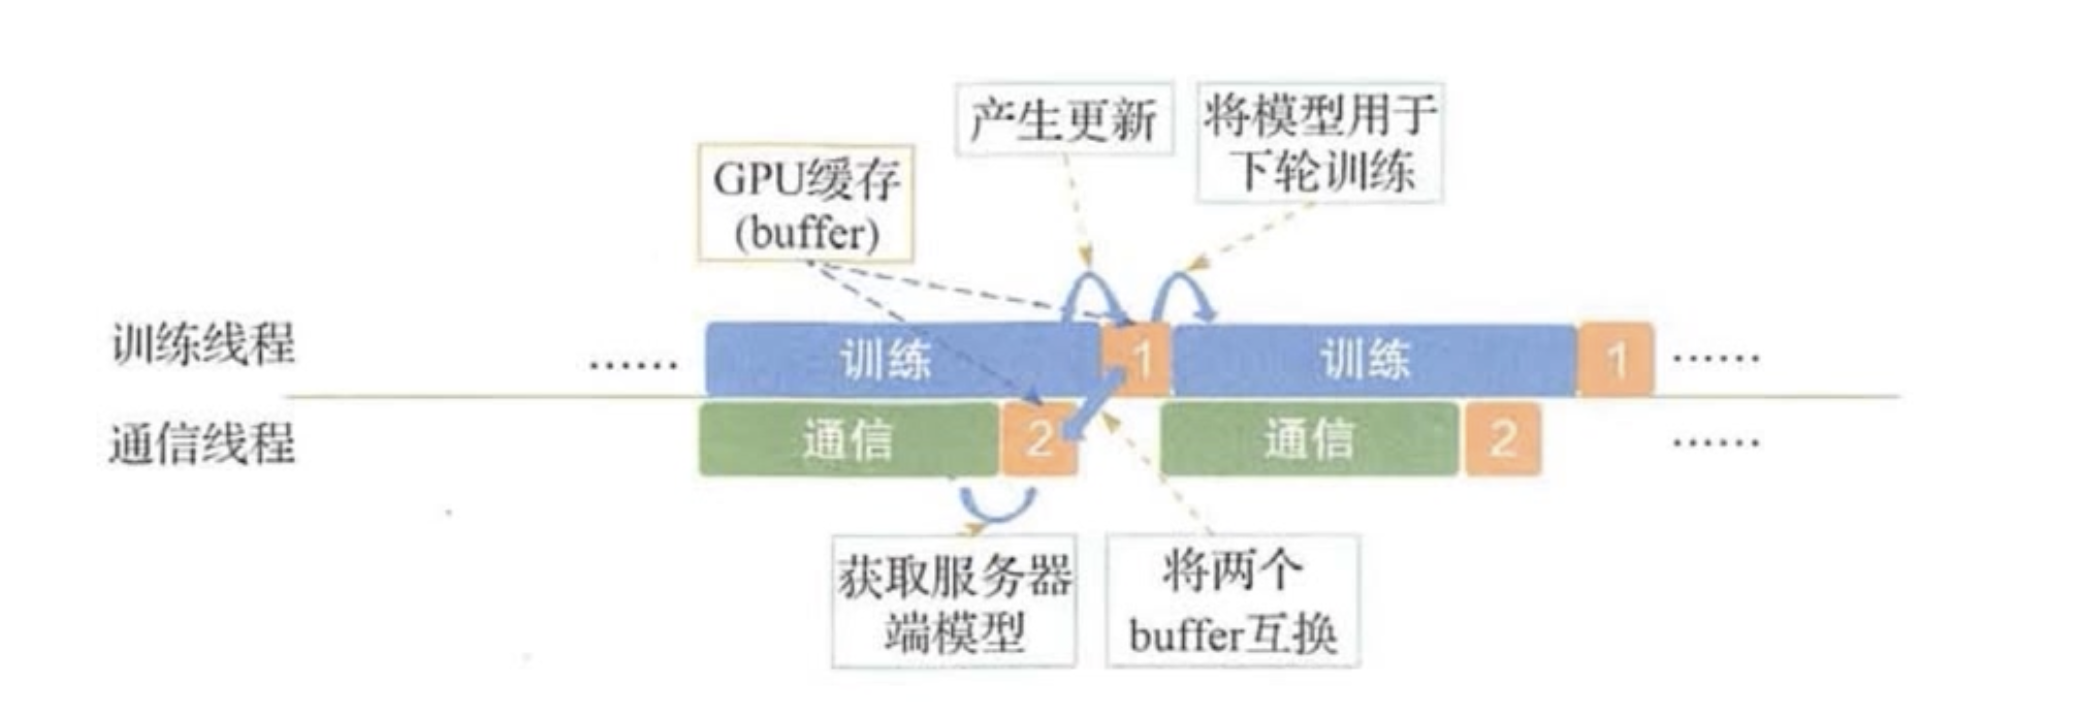 产生更新
将模型用于
下轮训练
GPU缓存
(buffer)
训练线程
……
训练
1
训练
1
……
通信线程
通信
2
通信
2
……
获取服务器
端模型
将两个
buffer互换